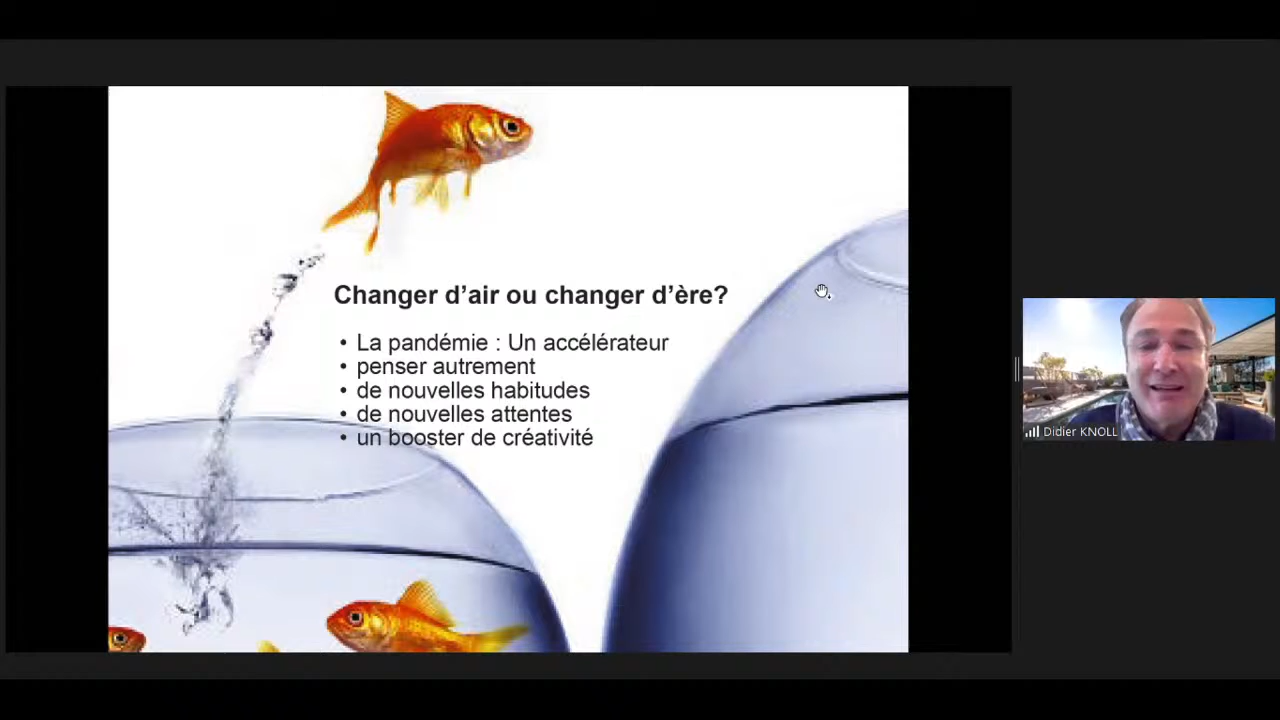 Changer d’air ou changer d’ère?
• La pandémie : Un accélérateur
• penser autrement
• de nouvelles habitudes
• de nouvelles attentes
• un booster de créativité
Didier KNOLL